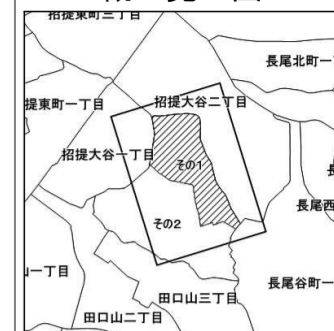 招提東町三丁目
長尾北町一
提東町一丁目
招提大谷二丁目
招提大谷一丁目
その1
長尾西
その2
一丁目
長尾谷町一
田口山三丁目
田口山二丁目